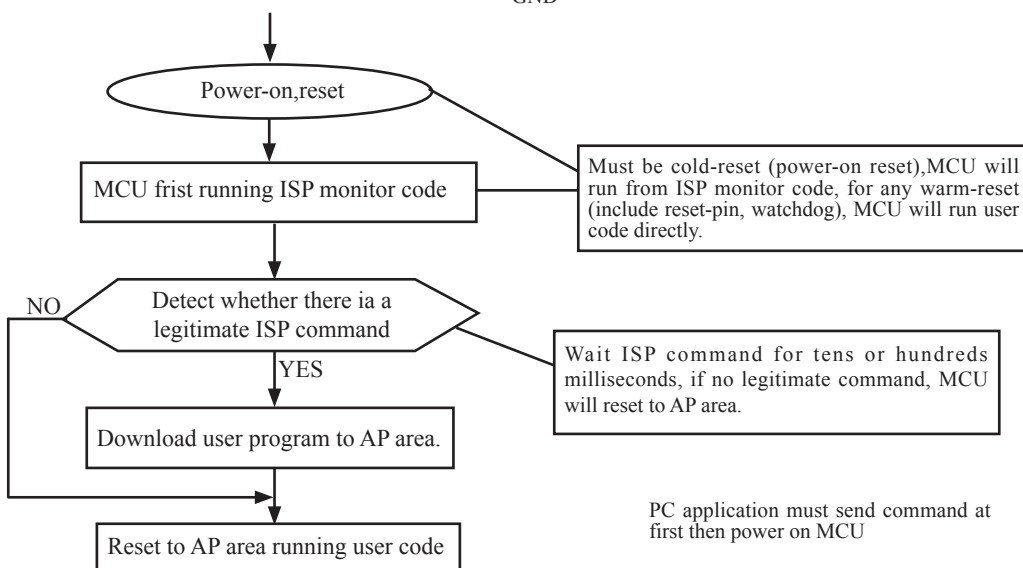 GND
Power-on,reset
MCU frist running ISP monitor code
Must be cold-reset (power-on reset),MCU will
run from ISP monitor code, for any warm-reset
(include reset-pin, watchdog), MCU will run user
code directly.
NO
Detect whether there ia a
legitimate ISP command
YES
Wait ISP command for tens or hundreds
milliseconds, if no legitimate command, MCU
will reset to AP area.
Download user program to AP area.
Reset to AP area running user code
PC application must send command at
first then power on MCU